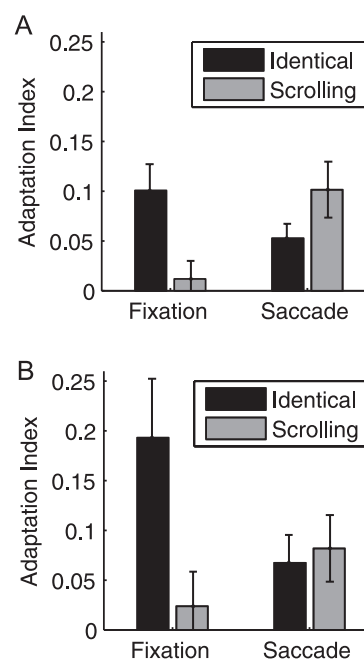 A
0.25
0.2
0.15
0.1
0.05
0
Adaptation Index
Identical
Scrolling
Fixation
Saccade
B
0.25
0.2
0.15
0.1
0.05
0
Adaptation Index
Identical
Scrolling
Fixation
Saccade